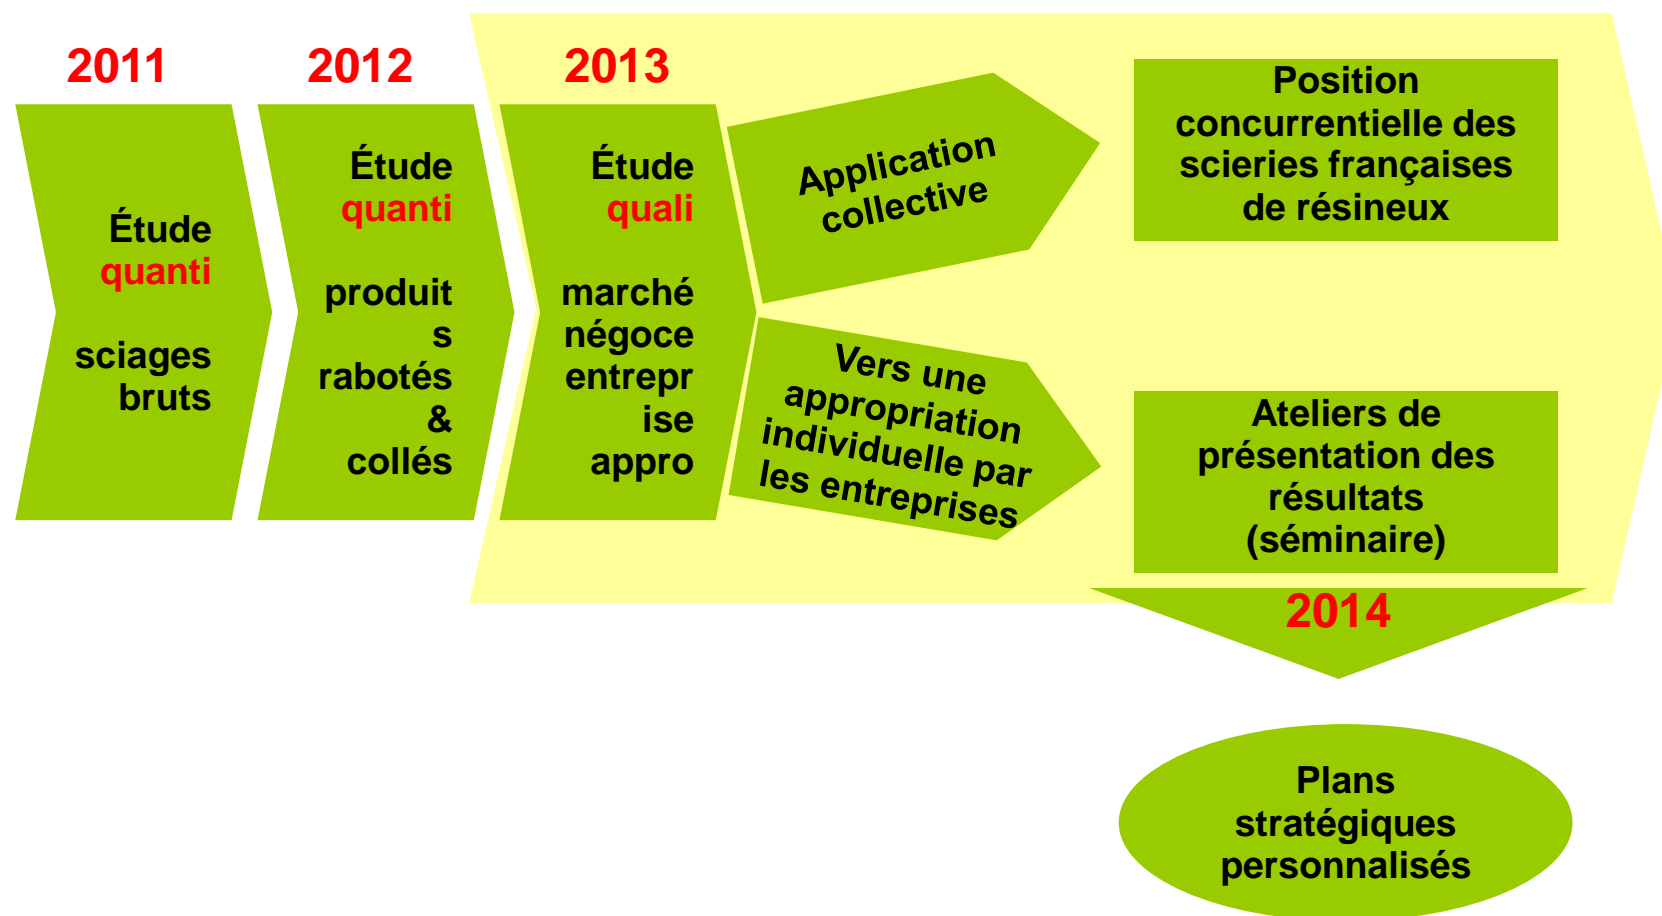 2011
Étude
quanti
sciages
bruts
2012
Étude
quanti
produit
s
rabotés
&
collés
2013
Étude
quali
marché
négoce
entrepr
ise
appro
Application
collective
Vers une
appropriation
individuelle par
les entreprises
Position
concurrentielle des
scieries françaises
de résineux
Ateliers de
présentation des
résultats
(séminaire)
2014
Plans
stratégiques
personnalisés